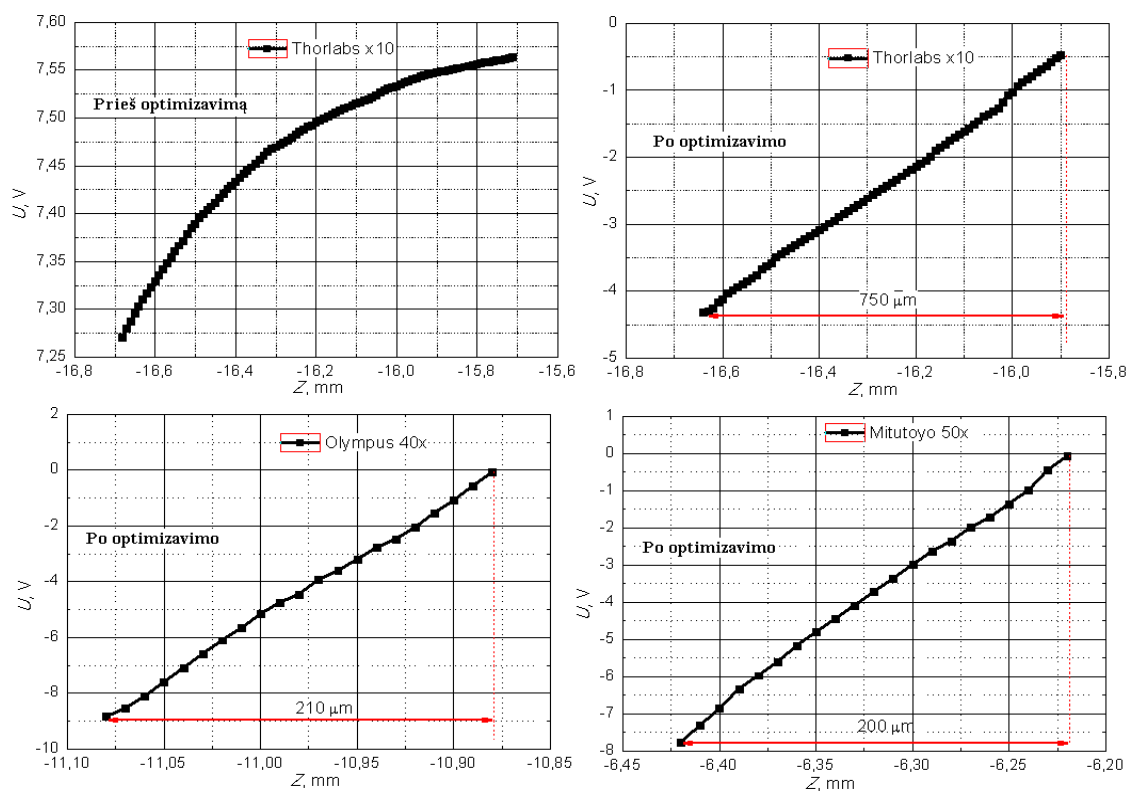 7,60
7,55
7,50
7,45
7,40
7,35
7,30
7,25
U, V
Thorlabs x10
Prieš optimizavimą
-16,8 -16,6 -16,4 -16,2 -16,0 -15,8 -15,6
Z, mm
0
-1
-2
-3
-4
-5
U, V
Thorlabs x10
Po optimizavimo
750 μm
-16,8 -16,6 -16,4 -16,2 -16,0 -15,8
Z, mm
2
0
-2
-4
-6
-8
-10
U, V
Olympus 40x
Po optimizavimo
210 μm
-11,10 -11,05 -11,00 -10,95 -10,90 -10,85
Z, mm
1
0
-1
-2
-3
-4
-5
-6
-7
-8
U, V
Mitutoyo 50x
Po optimizavimo
200 μm
-6,45 -6,40 -6,35 -6,30 -6,25 -6,20
Z, mm